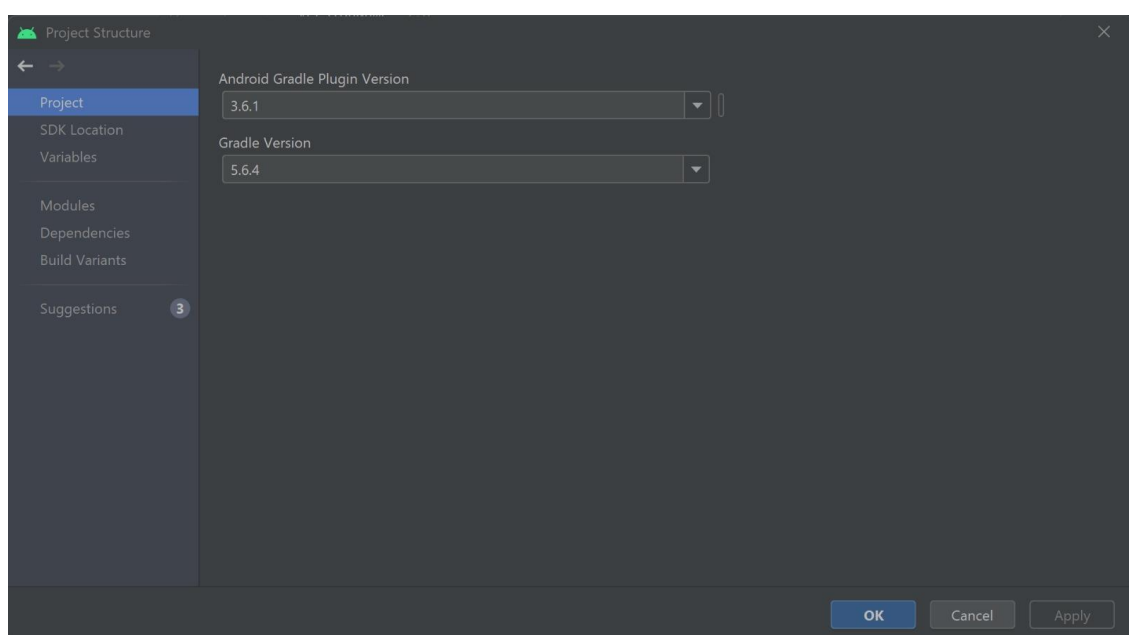 Project Structure
Project
SDK Location
Variables
Modules
Dependencies
Build Variants
Suggestions 3
Android Gradle Plugin Version
3.6.1
Gradle Version
5.6.4
OK Cancel Apply